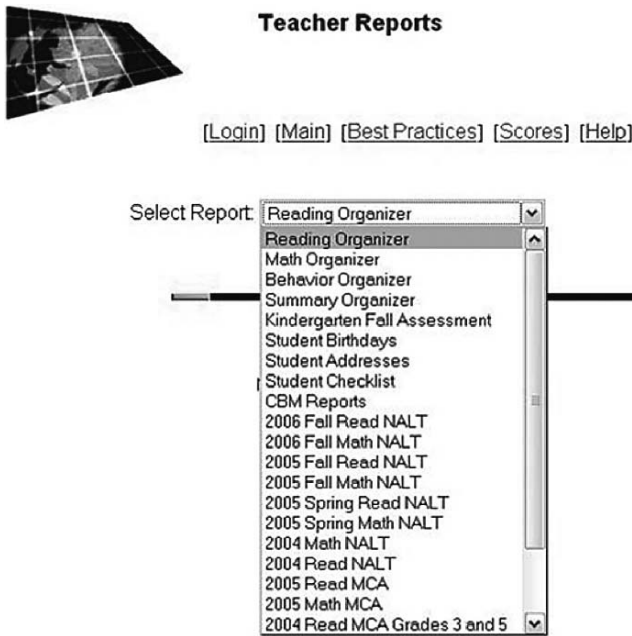 Teacher Reports
[Login] [Main] [Best Practices] [Scores] [Help]
Select Report: Reading Organizer
Reading Organizer
Math Organizer
Behavior Organizer
Summary Organizer
Kindergarten Fall Assessment
Student Birthdays
Student Addresses
Student Checklist
CBM Reports
2006 Fall Read NALT
2006 Fall Math NALT
2005 Fall Read NALT
2005 Fall Math NALT
2005 Spring Read NALT
2005 Spring Math NALT
2004 Math NALT
2004 Read NALT
2005 Read MCA
2005 Math MCA
2004 Read MCA Grades 3 and 5